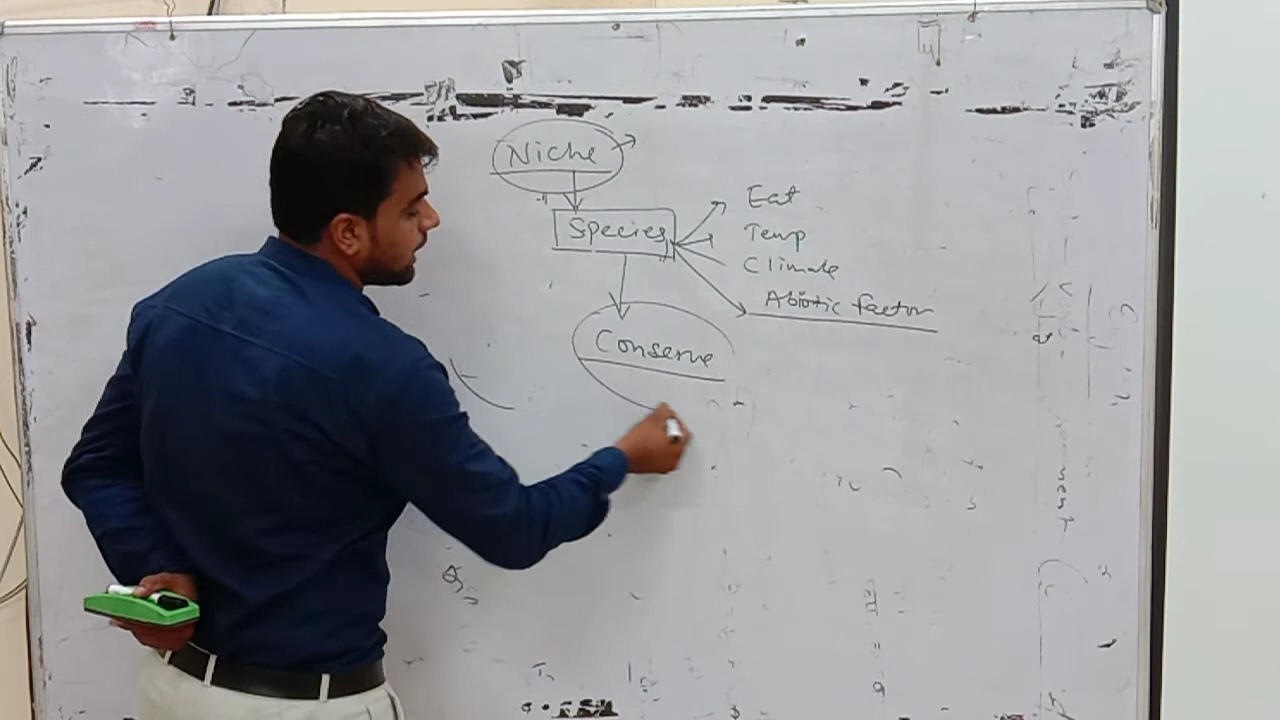 Niche
Species
Eat
Temp
Climate
Abiotic factor
Conserve